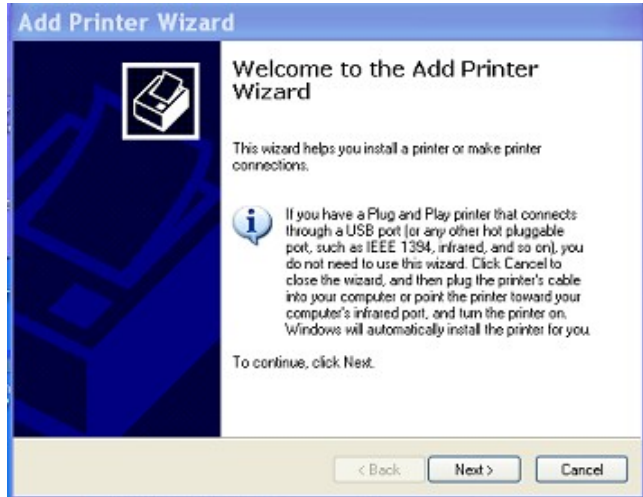 Add Printer Wizard
Welcome to the Add Printer
Wizard
This wizard helps you install a printer or make printer
connections.
If you have a Plug and Play printer that connects
through a USB port (or any other hot pluggable
port, such as IEEE 1394, infrared, and so on), you
do not need to use this wizard. Click Cancel to
close the wizard, and then plug the printer's cable
into your computer or point the printer toward your
computer's infrared port, and turn the printer on.
Windows will automatically install the printer for you.
To continue, click Next.
< Back Next > Cancel